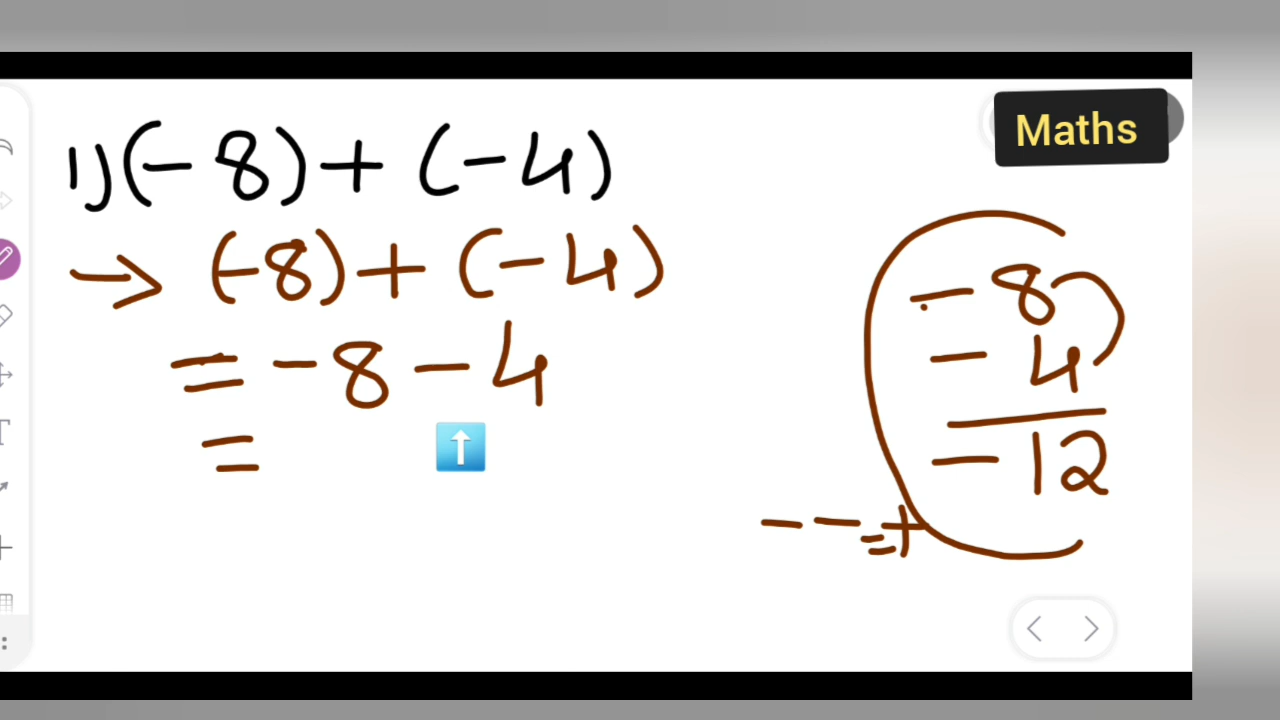 Maths
1) (-8) + (-4)
→ (-8) + (-4)
= -8 - 4
=
- 8
- 4
- 12
- - = +